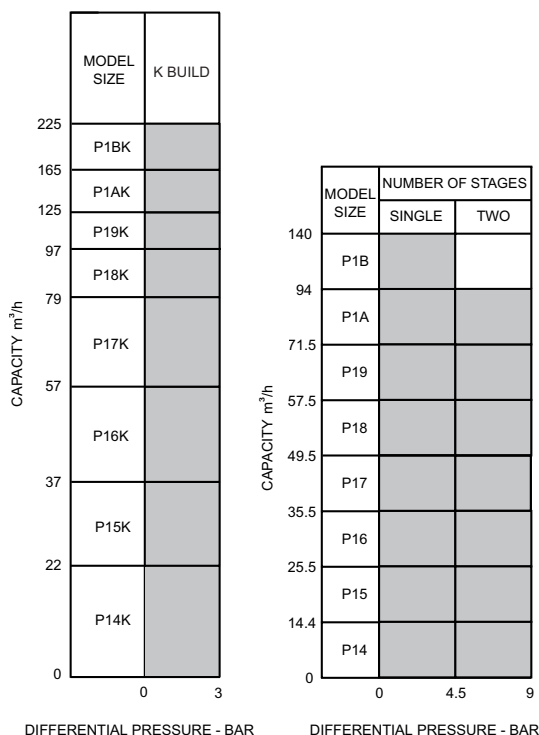 MODEL
SIZE
K BUILD
225
P1BK
165
P1AK
125
P19K
97
P18K
79
P17K
57
P16K
37
P15K
22
P14K
0
0 3
CAPACITY m³/h
DIFFERENTIAL PRESSURE - BAR
MODEL
SIZE
NUMBER OF STAGES
SINGLE TWO
140
P1B
94
P1A
71.5
P19
57.5
P18
49.5
P17
35.5
P16
25.5
P15
14.4
P14
0
0 4.5 9
CAPACITY m³/h
DIFFERENTIAL PRESSURE - BAR